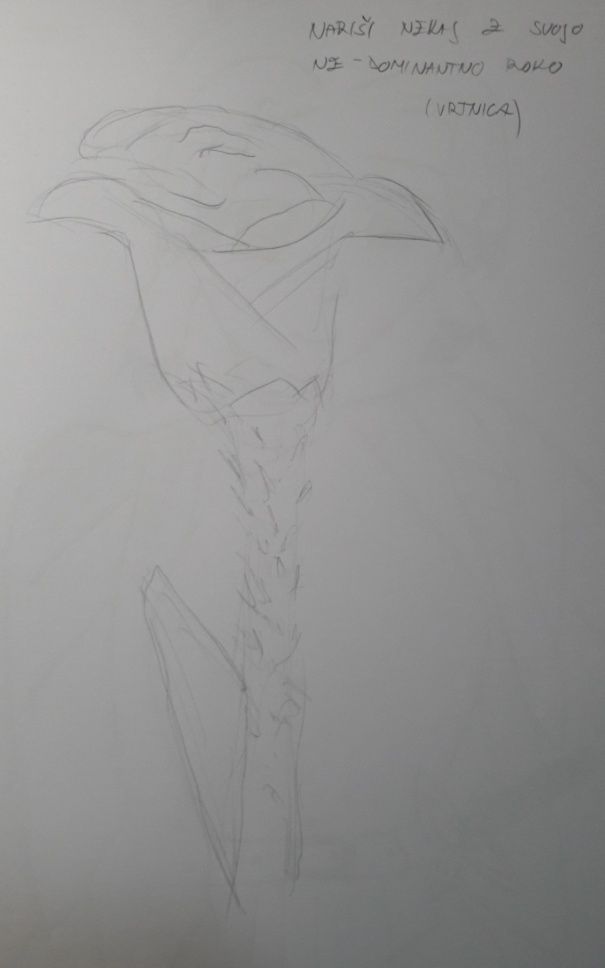 NARIŠI NEKAJ Z SVOJO
NE-DOMINANTNO ROKO
(VRTNICA)